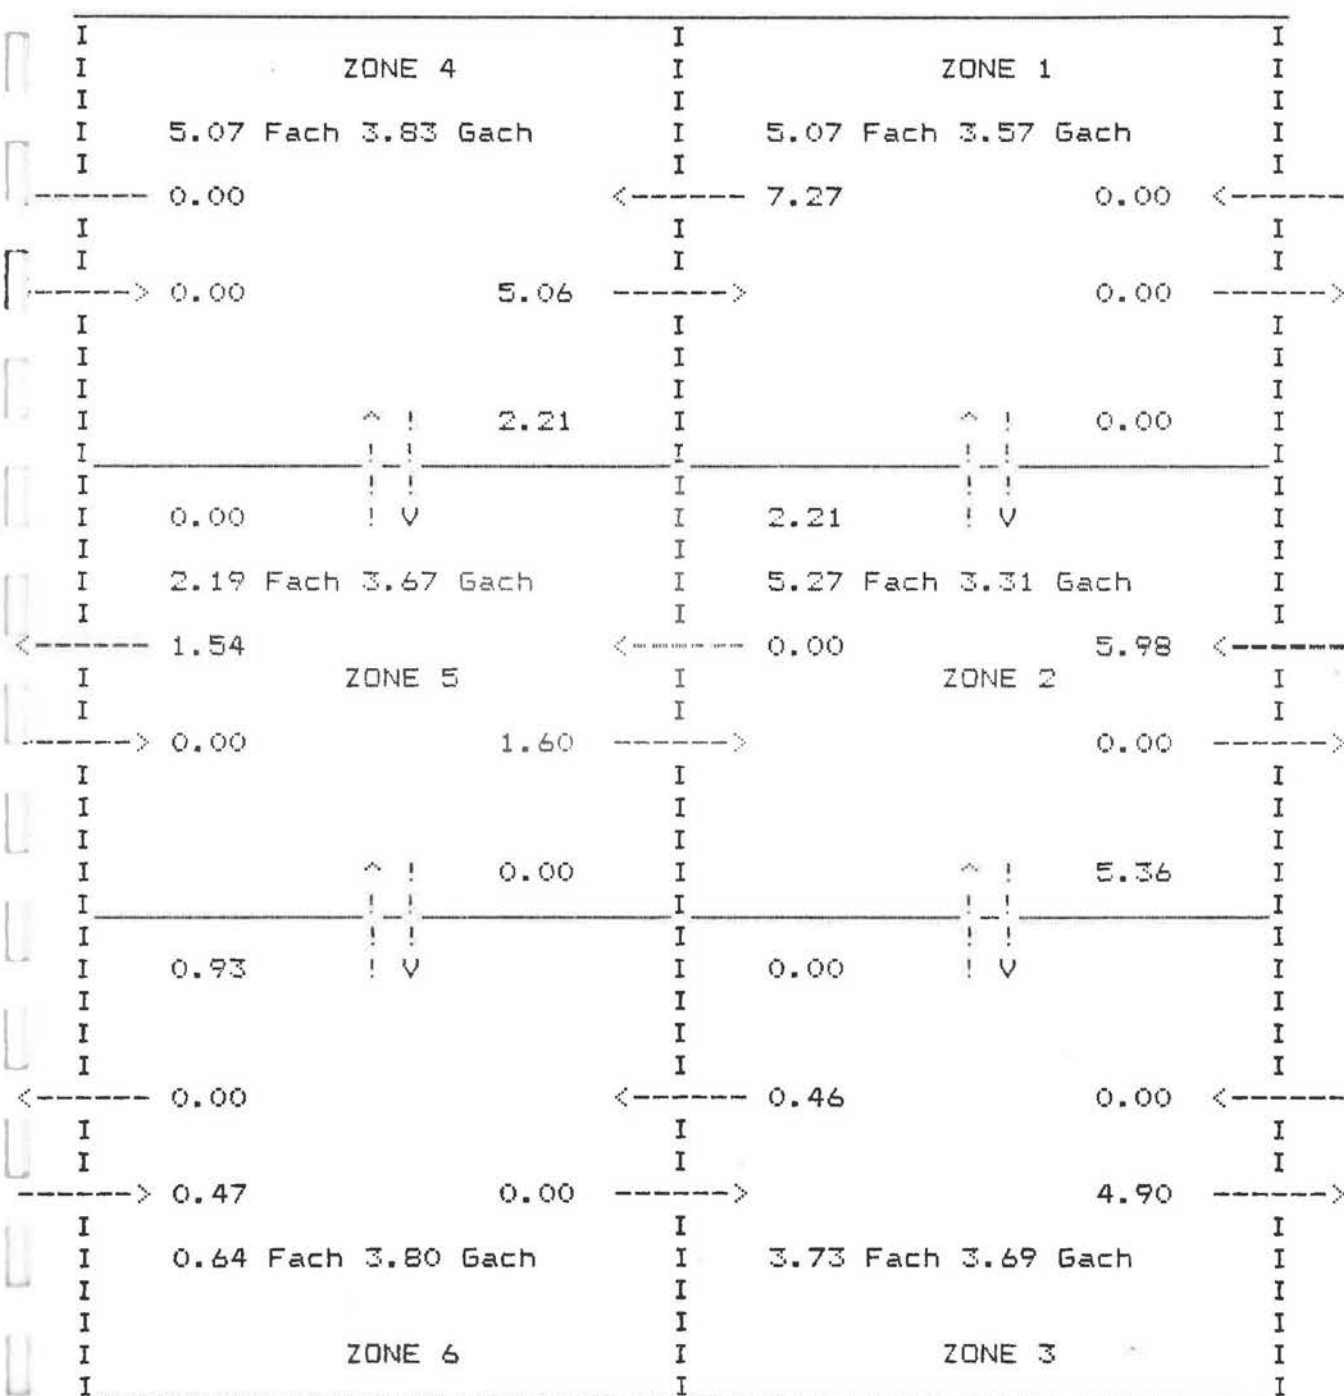 ZONE 4 ZONE 1
5.07 Fach 3.83 Gach 5.07 Fach 3.57 Gach
0.00 <------ 7.27 0.00 <------
------> 0.00 5.06 ------> 0.00 ------>
^ ! 2.21 ^ ! 0.00
0.00 ! V 2.21 ! V
2.19 Fach 3.67 Gach 5.27 Fach 3.31 Gach
<------ 1.54 <------ 0.00 5.98 <------
ZONE 5 ZONE 2
------> 0.00 1.60 ------> 0.00 ------>
^ ! 0.00 ^ ! 5.36
0.93 ! V 0.00 ! V
<------ 0.00 <------ 0.46 0.00 <------
------> 0.47 0.00 ------> 4.90 ------>
0.64 Fach 3.80 Gach 3.73 Fach 3.69 Gach
ZONE 6 ZONE 3